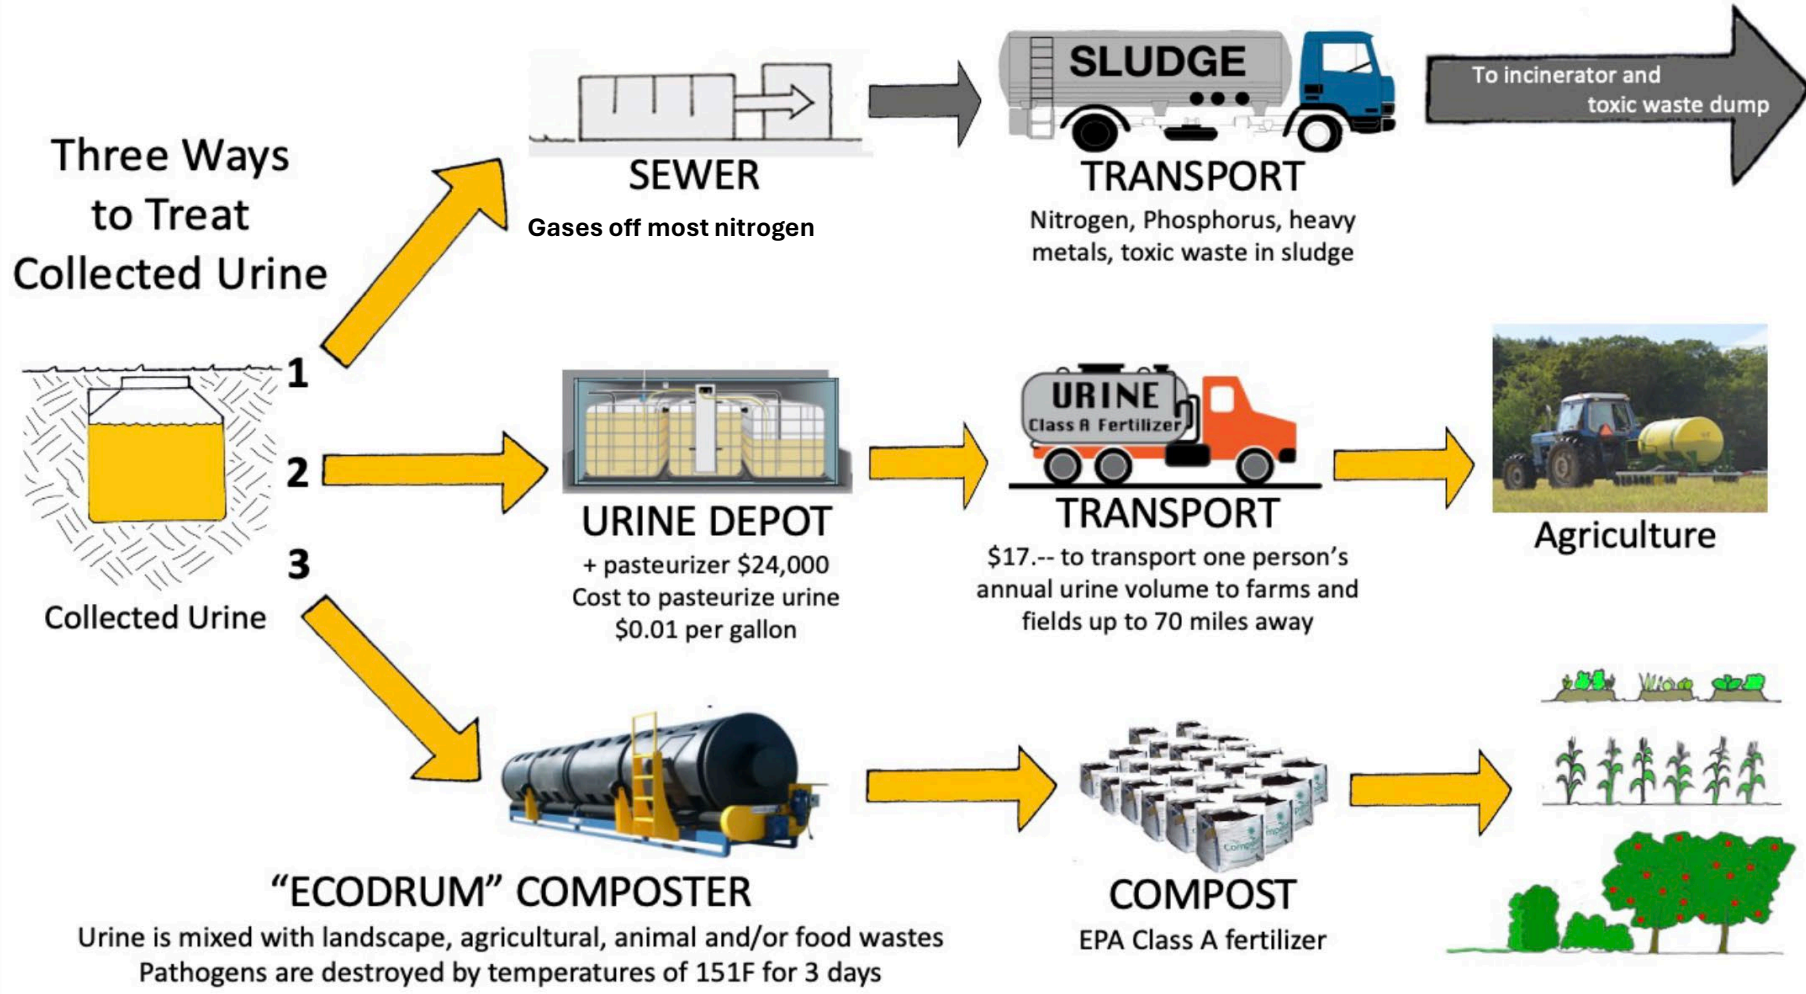 Three Ways
to Treat
Collected Urine
1
2
3
Collected Urine
SEWER
Gases off most nitrogen
SLUDGE
TRANSPORT
Nitrogen, Phosphorus, heavy
metals, toxic waste in sludge
To incinerator and
toxic waste dump
URINE DEPOT
+ pasteurizer $24,000
Cost to pasteurize urine
$0.01 per gallon
URINE
Class A Fertilizer
TRANSPORT
$17.-- to transport one person’s
annual urine volume to farms and
fields up to 70 miles away
Agriculture
“ECODRUM” COMPOSTER
Urine is mixed with landscape, agricultural, animal and/or food wastes
Pathogens are destroyed by temperatures of 151F for 3 days
COMPOST
EPA Class A fertilizer